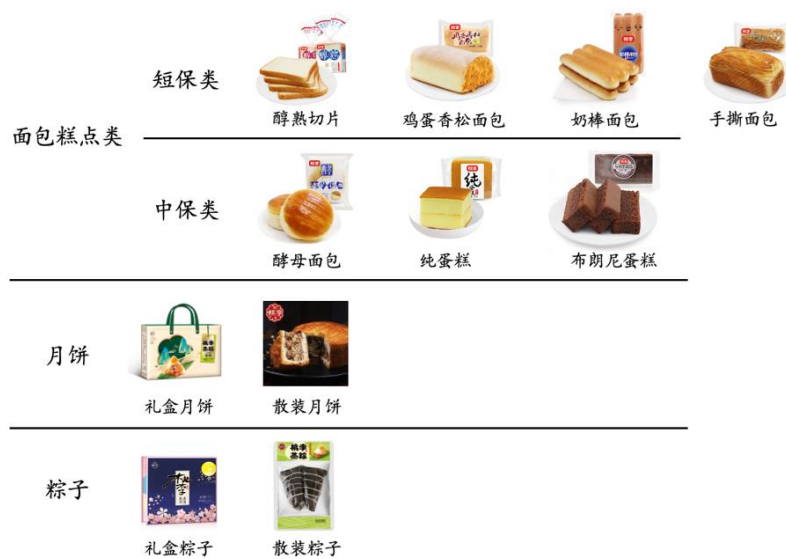 短保类
醇熟切片
鸡蛋香松面包
奶棒面包
手撕面包
面包糕点类
中保类
酵母面包
纯蛋糕
布朗尼蛋糕
月饼
礼盒月饼
散装月饼
粽子
礼盒粽子
散装粽子